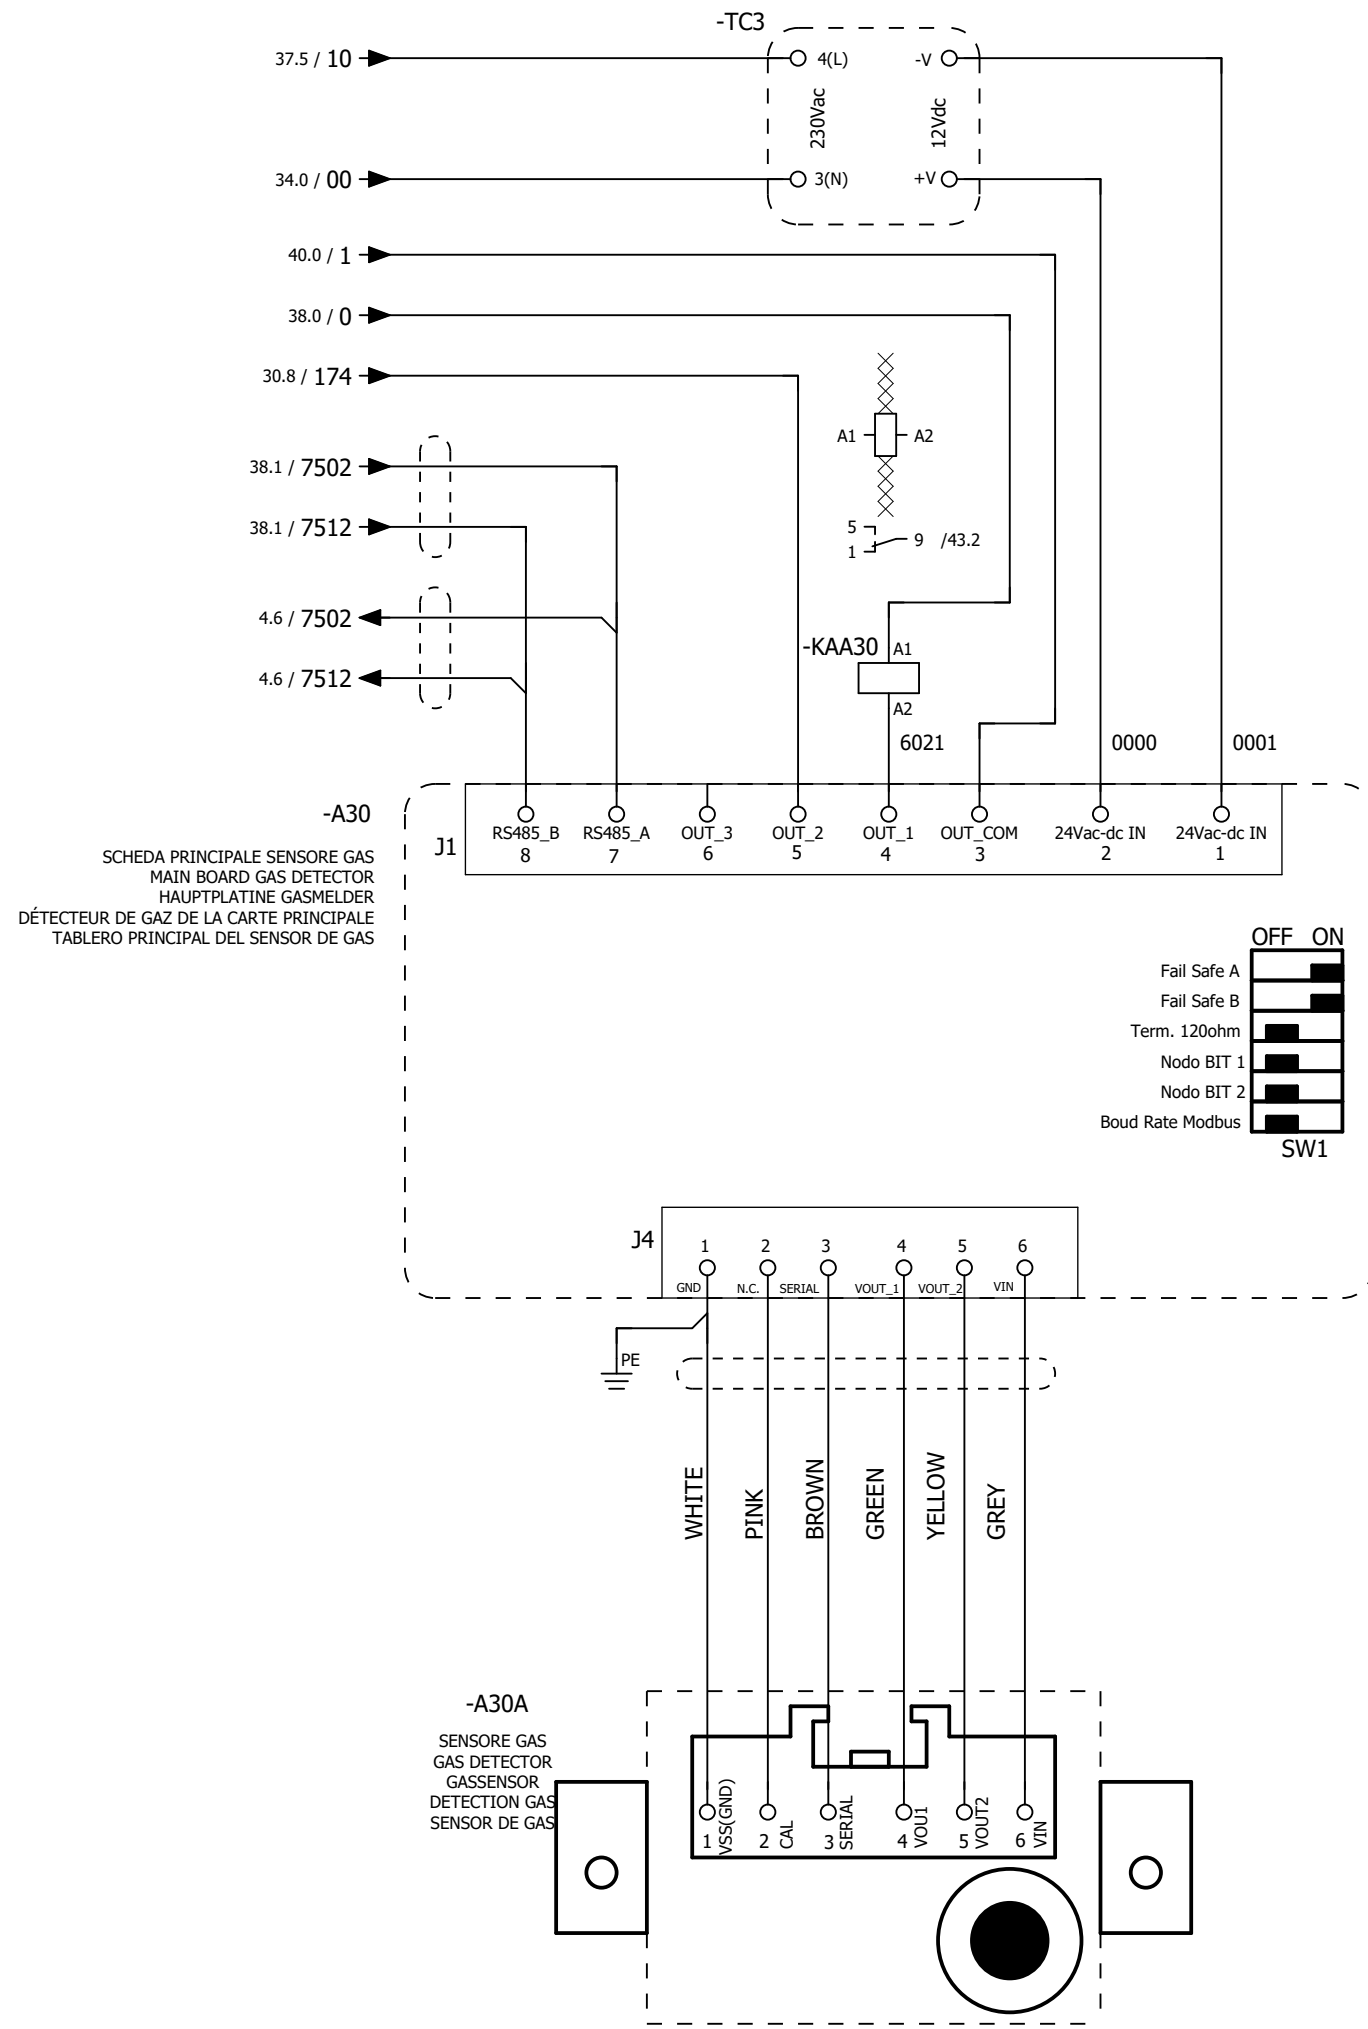 -TC3
37.5 / 10
4(L)
-V
230Vac
12Vdc
34.0 / 00
3(N)
+V
40.0 / 1
38.0 / 0
30.8 / 174
A1
A2
38.1 / 7502
38.1 / 7512
5
1
9
/43.2
4.6 / 7502
-KAA30
A1
4.6 / 7512
A2
6021
0000
0001
-A30
J1
RS485_B
RS485_A
OUT_3
OUT_2
OUT_1
OUT_COM
24Vac-dc IN
24Vac-dc IN
8
7
6
5
4
3
2
1
SCHEDA PRINCIPALE SENSORE GAS
MAIN BOARD GAS DETECTOR
HAUPTPLATINE GASMELDER
DÉTECTEUR DE GAZ DE LA CARTE PRINCIPALE
TABLERO PRINCIPAL DEL SENSOR DE GAS
OFF ON
Fail Safe A
Fail Safe B
Term. 120ohm
Nodo BIT 1
Nodo BIT 2
Boud Rate Modbus
SW1
J4
1
2
3
4
5
6
GND
N.C.
SERIAL
VOUT_1
VOUT_2
VIN
PE
WHITE
PINK
BROWN
GREEN
YELLOW
GREY
-A30A
SENSORE GAS
GAS DETECTOR
GASSENSOR
DETECTION GAS
SENSOR DE GAS
1
VSS(GND)
2
CAL
3
SERIAL
4
VOU1
5
VOUT2
6
VIN